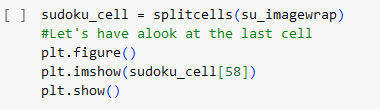 [ ] sudoku_cell = splitcells(su_imagewrap)
#Let's have alook at the last cell
plt.figure()
plt.imshow(sudoku_cell[58])
plt.show()